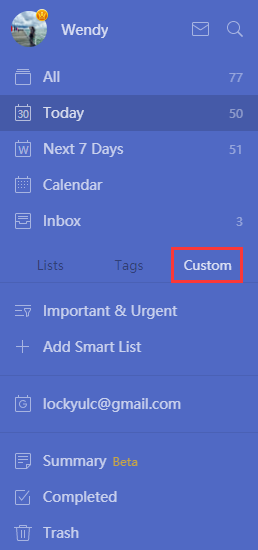 Wendy
All 77
30 Today 50
W Next 7 Days 51
Calendar
Inbox 3
Lists Tags Custom
Important & Urgent
Add Smart List
G lockyulc@gmail.com
Summary Beta
Completed
Trash